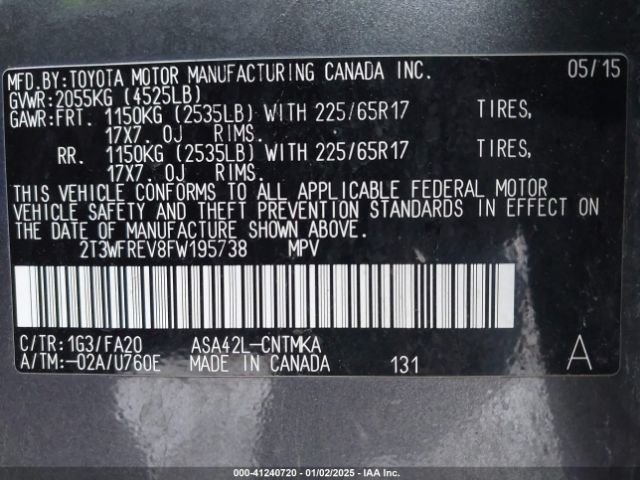 MFD.BY:TOYOTA MOTOR MANUFACTURING CANADA INC. 05/15
GVWR:2055KG (4525LB)
GAWR:FRT. 1150KG (2535LB) WITH 225/65R17 TIRES,
17X7.0J RIMS.
RR. 1150KG (2535LB) WITH 225/65R17 TIRES,
17X7.0J RIMS.
THIS VEHICLE CONFORMS TO ALL APPLICABLE FEDERAL MOTOR
VEHICLE SAFETY AND THEFT PREVENTION STANDARDS IN EFFECT ON
THE DATE OF MANUFACTURE SHOWN ABOVE.
2T3WFREV8FW195738 MPV
C/TR:1G3/FA20 ASA42L-CNTMKA
A/TM:-02A/U760E MADE IN CANADA 131 A
000-41240720 - 01/02/2025 - IAA Inc.